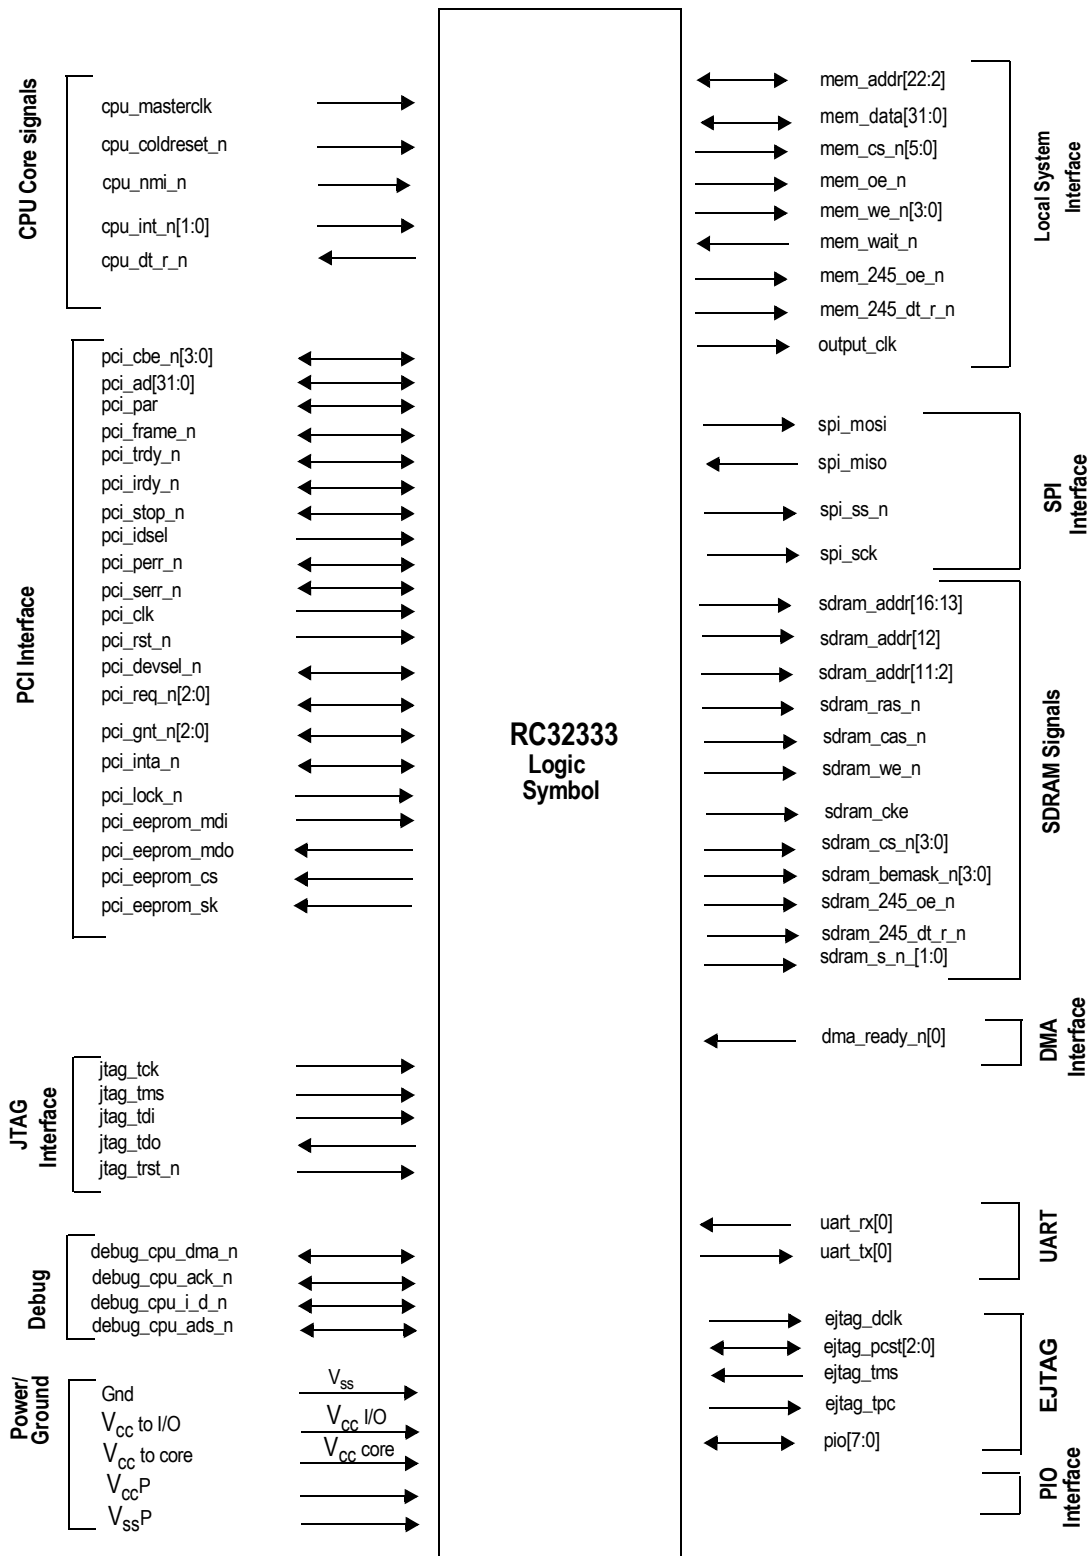 CPU Core signals
cpu_masterclk
cpu_coldreset_n
cpu_nmi_n
cpu_int_n[1:0]
cpu_dt_r_n
PCI Interface
pci_cbe_n[3:0]
pci_ad[31:0]
pci_par
pci_frame_n
pci_trdy_n
pci_irdy_n
pci_stop_n
pci_idsel
pci_perr_n
pci_serr_n
pci_clk
pci_rst_n
pci_devsel_n
pci_req_n[2:0]
pci_gnt_n[2:0]
pci_inta_n
pci_lock_n
pci_eeprom_mdi
pci_eeprom_mdo
pci_eeprom_cs
pci_eeprom_sk
JTAG
Interface
jtag_tck
jtag_tms
jtag_tdi
jtag_tdo
jtag_trst_n
Debug
debug_cpu_dma_n
debug_cpu_ack_n
debug_cpu_i_d_n
debug_cpu_ads_n
Power/
Ground
Gnd
Vss
Vcc to I/O
Vcc I/O
Vcc to core
Vcc core
VccP
VssP
RC32333
Logic
Symbol
mem_addr[22:2]
mem_data[31:0]
mem_cs_n[5:0]
mem_oe_n
mem_we_n[3:0]
mem_wait_n
mem_245_oe_n
mem_245_dt_r_n
output_clk
Local System
Interface
spi_mosi
spi_miso
spi_ss_n
spi_sck
SPI
Interface
sdram_addr[16:13]
sdram_addr[12]
sdram_addr[11:2]
sdram_ras_n
sdram_cas_n
sdram_we_n
sdram_cke
sdram_cs_n[3:0]
sdram_bemask_n[3:0]
sdram_245_oe_n
sdram_245_dt_r_n
sdram_s_n_[1:0]
SDRAM Signals
dma_ready_n[0]
DMA
Interface
uart_rx[0]
uart_tx[0]
UART
ejtag_dclk
ejtag_pcst[2:0]
ejtag_tms
ejtag_tpc
pio[7:0]
EJTAG
PIO
Interface